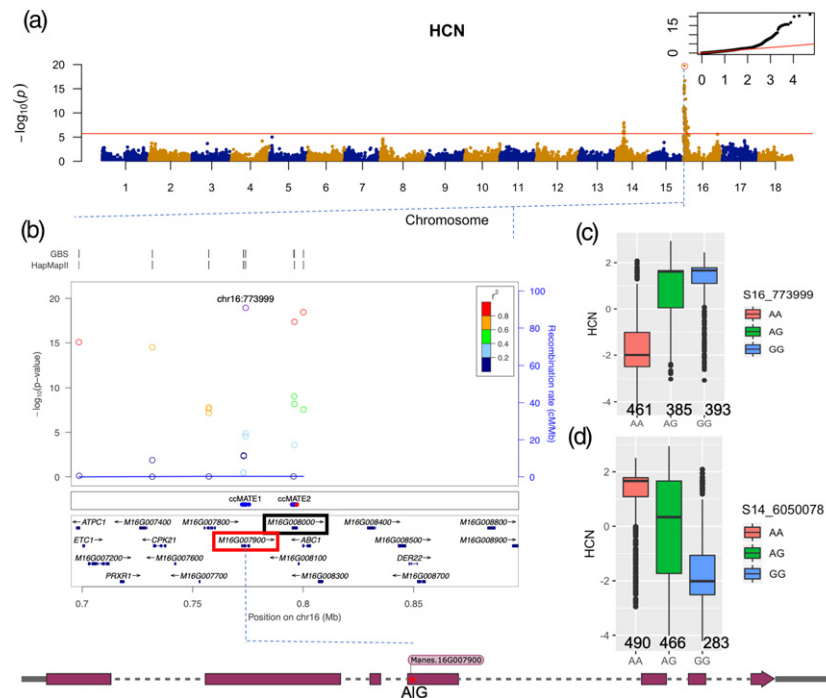 (a)
HCN
15
0
0 1 2 3 4
−log10(p)
20
15
10
5
0
1 2 3 4 5 6 7 8 9 10 11 12 13 14 15 16 17 18
Chromosome
(b)
GBS
HapMapII
chr16:773999
r2
0.8
0.6
0.4
0.2
−log10(p−value)
20
15
10
5
0
Recombination rate (cM/Mb)
100
80
60
40
20
0
ccMATE1 ccMATE2
ATPC1 M16G007400 M16G007800 M16G008000 M16G008400 M16G008800
ETC1 CPK21 M16G007900 ABC1 M16G008500 M16G008900
M16G007200 M16G007600 M16G008100 DER22
PRXR1 M16G007700 M16G008300 M16G008700
0.7 0.75 0.8 0.85
Position on chr16 (Mb)
(c)
HCN
2
0
-2
-4
461 385 393
AA AG GG
S16_773999
AA
AG
GG
(d)
HCN
2
0
-2
-4
490 466 283
AA AG GG
S14_6050078
AA
AG
GG
Manes.16G007900
A|G